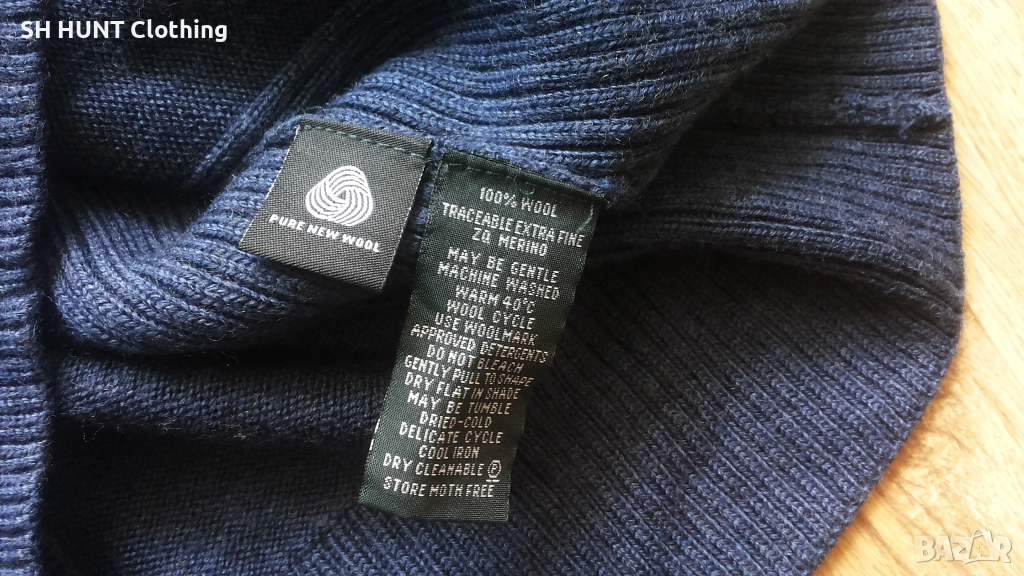 SH HUNT Clothing
PURE NEW WOOL
100% WOOL
TRACEABLE EXTRA FINE
ZQ MERINO
MAY BE GENTLE
MACHINE WASHED
WARM 40°C
WOOL CYCLE
USE WOOLMARK
APPROVED DETERGENTS
DO NOT BLEACH
GENTLY PULL TO SHAPE
DRY FLAT IN SHADE
MAY BE TUMBLE
DRIED-COLD
DELICATE CYCLE
COOL IRON
DRY CLEANABLE Ⓟ
STORE MOTH FREE
BAZAR